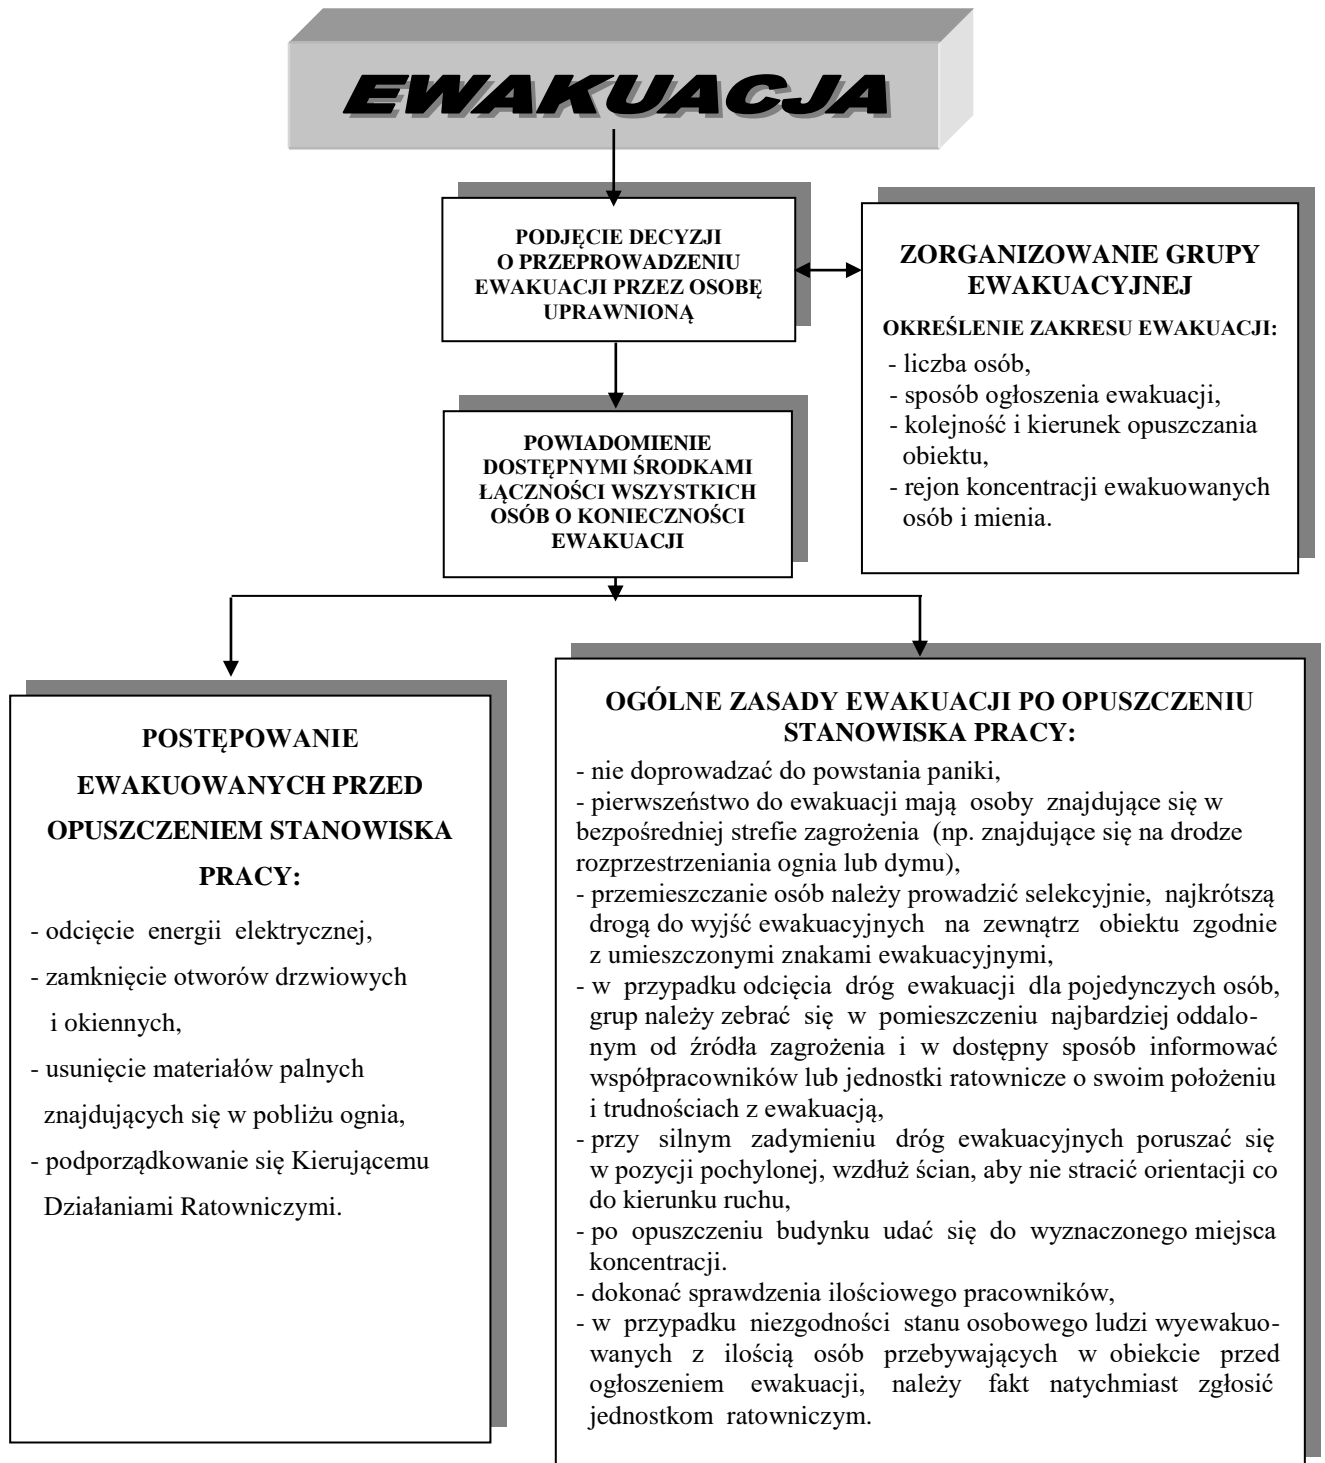 EWAKUACJA
PODJĘCIE DECYZJI
O PRZEPROWADZENIU
EWAKUACJI PRZEZ OSOBĘ
UPRAWNIONĄ
ZORGANIZOWANIE GRUPY
EWAKUACYJNEJ
OKREŚLENIE ZAKRESU EWAKUACJI:
- liczba osób,
- sposób ogłoszenia ewakuacji,
- kolejność i kierunek opuszczania
obiektu,
- rejon koncentracji ewakuowanych
osób i mienia.
POWIADOMIENIE
DOSTĘPNYMI ŚRODKAMI
ŁĄCZNOŚCI WSZYSTKICH
OSÓB O KONIECZNOŚCI
EWAKUACJI
POSTĘPOWANIE
EWAKUOWANYCH PRZED
OPUSZCZENIEM STANOWISKA
PRACY:
- odcięcie energii elektrycznej,
- zamknięcie otworów drzwiowych
i okiennych,
- usunięcie materiałów palnych
znajdujących się w pobliżu ognia,
- podporządkowanie się Kierującemu
Działaniami Ratowniczymi.
OGÓLNE ZASADY EWAKUACJI PO OPUSZCZENIU
STANOWISKA PRACY:
- nie doprowadzać do powstania paniki,
- pierwszeństwo do ewakuacji mają osoby znajdujące się w
bezpośredniej strefie zagrożenia (np. znajdujące się na drodze
rozprzestrzeniania ognia lub dymu),
- przemieszczanie osób należy prowadzić selekcyjnie, najkrótszą
drogą do wyjść ewakuacyjnych na zewnątrz obiektu zgodnie
z umieszczonymi znakami ewakuacyjnymi,
- w przypadku odcięcia dróg ewakuacji dla pojedynczych osób,
grup należy zebrać się w pomieszczeniu najbardziej oddalo-
nym od źródła zagrożenia i w dostępny sposób informować
współpracowników lub jednostki ratownicze o swoim położeniu
i trudnościach z ewakuacją,
- przy silnym zadymieniu dróg ewakuacyjnych poruszać się
w pozycji pochylonej, wzdłuż ścian, aby nie stracić orientacji co
do kierunku ruchu,
- po opuszczeniu budynku udać się do wyznaczonego miejsca
koncentracji.
- dokonać sprawdzenia ilościowego pracowników,
- w przypadku niezgodności stanu osobowego ludzi wyewakuo-
wanych z ilością osób przebywających w obiekcie przed
ogłoszeniem ewakuacji, należy fakt natychmiast zgłosić
jednostkom ratowniczym.